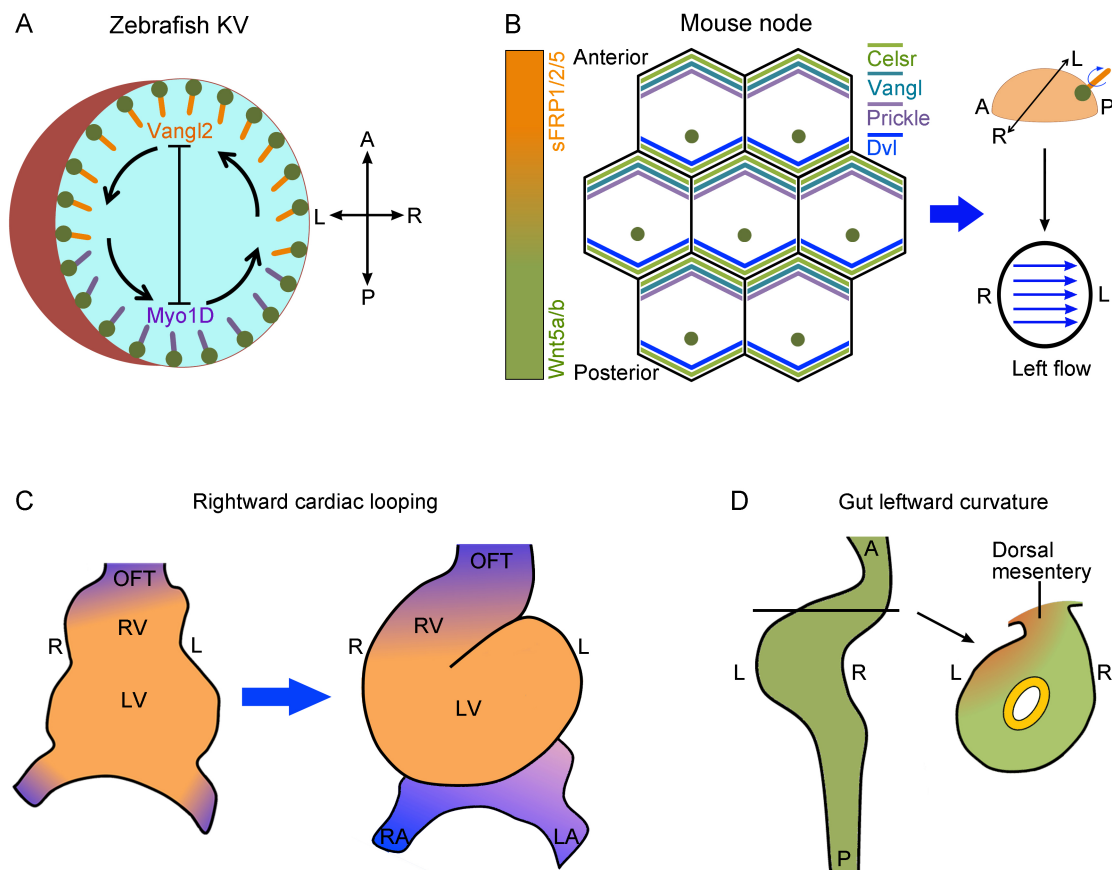 A
Zebrafish KV
Vangl2
Myo1D
A
L
R
P
B
Mouse node
sFRP1/2/5
Wnt5a/b
Anterior
Posterior
Celsr
Vangl
Prickle
Dvl
L
A
P
R
R
L
Left flow
C
Rightward cardiac looping
OFT
RV
R
L
LV
OFT
RV
R
L
LV
RA
LA
D
Gut leftward curvature
A
L
R
P
Dorsal
mesentery
L
R